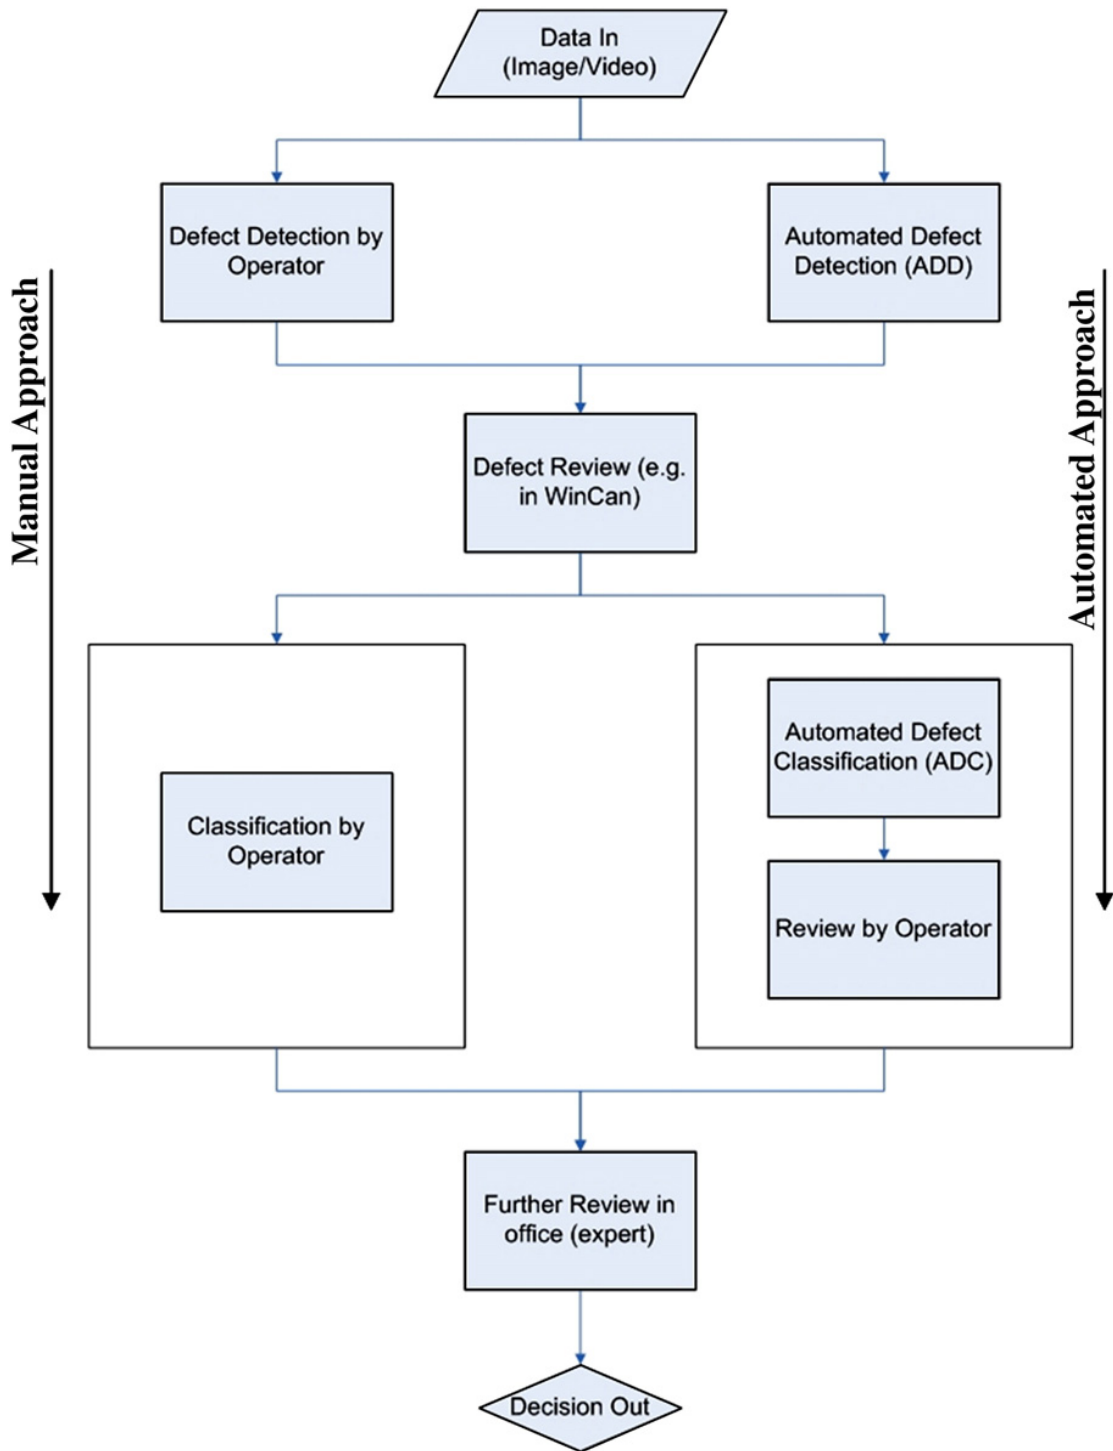 Data In
(Image/Video)
Defect Detection by
Operator
Automated Defect
Detection (ADD)
Manual Approach
Automated Approach
Defect Review (e.g.
in WinCan)
Classification by
Operator
Automated Defect
Classification (ADC)
Review by Operator
Further Review in
office (expert)
Decision Out